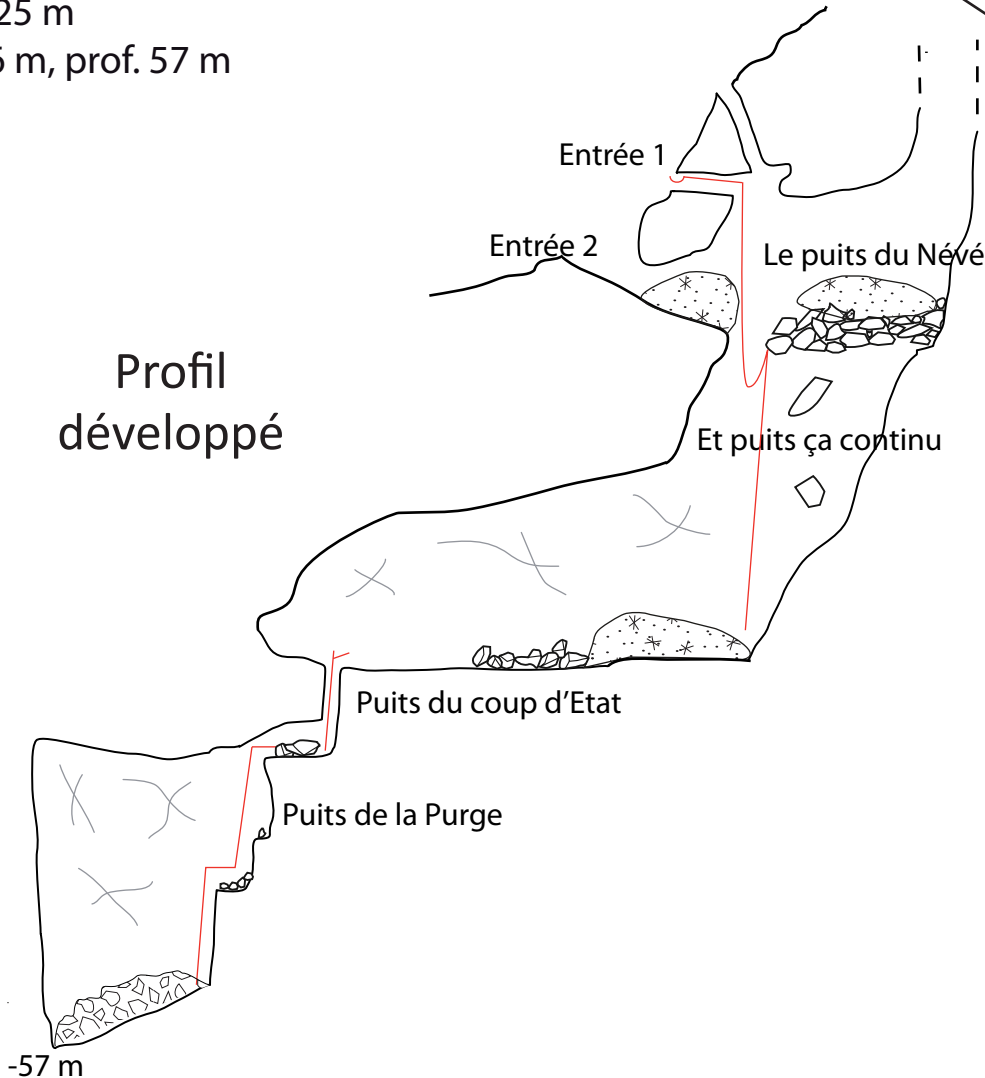 25 m
m, prof. 57 m
Entrée 1
Entrée 2
Le puits du Névé
Profil
développé
Et puits ça continu
Puits du coup d'Etat
Puits de la Purge
-57 m